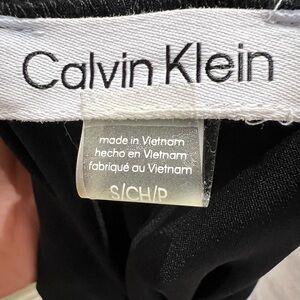 Calvin Klein
made in Vietnam
hecho en Vietnam
fabriqué au Vietnam
S/CH/P